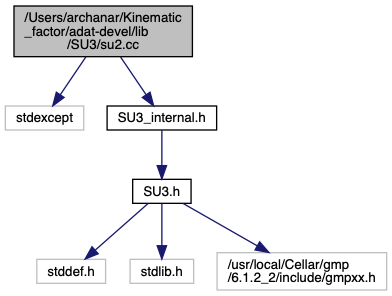 /Users/archanar/Kinematic
_factor/adat-devel/lib
/SU3/su2.cc
stdexcept
SU3_internal.h
SU3.h
stddef.h
stdlib.h
/usr/local/Cellar/gmp
/6.1.2_2/include/gmpxx.h